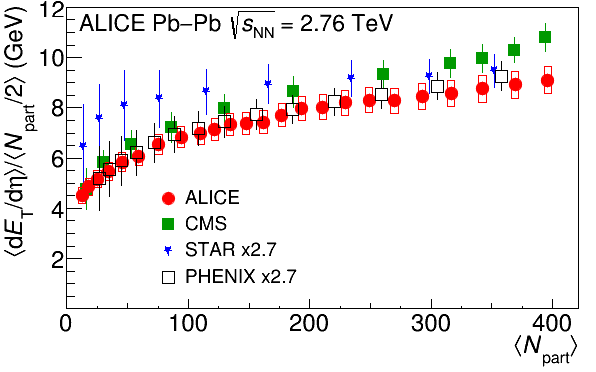 ALICE Pb–Pb √sNN = 2.76 TeV
⟨dET/dη⟩/⟨Npart/2⟩ (GeV)
12
10
8
6
4
2
ALICE
CMS
STAR x2.7
PHENIX x2.7
0 100 200 300 400
⟨Npart⟩